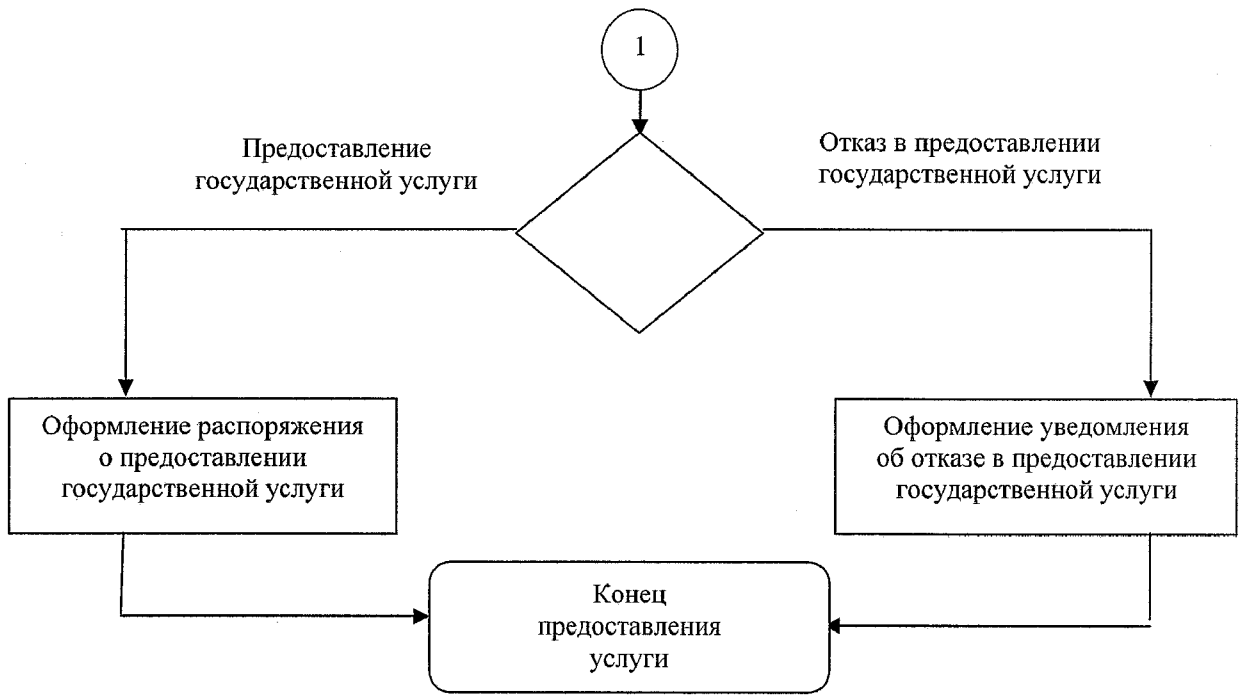 1
Предоставление
государственной услуги
Отказ в предоставлении
государственной услуги
Оформление распоряжения
о предоставлении
государственной услуги
Оформление уведомления
об отказе в предоставлении
государственной услуги
Конец
предоставления
услуги